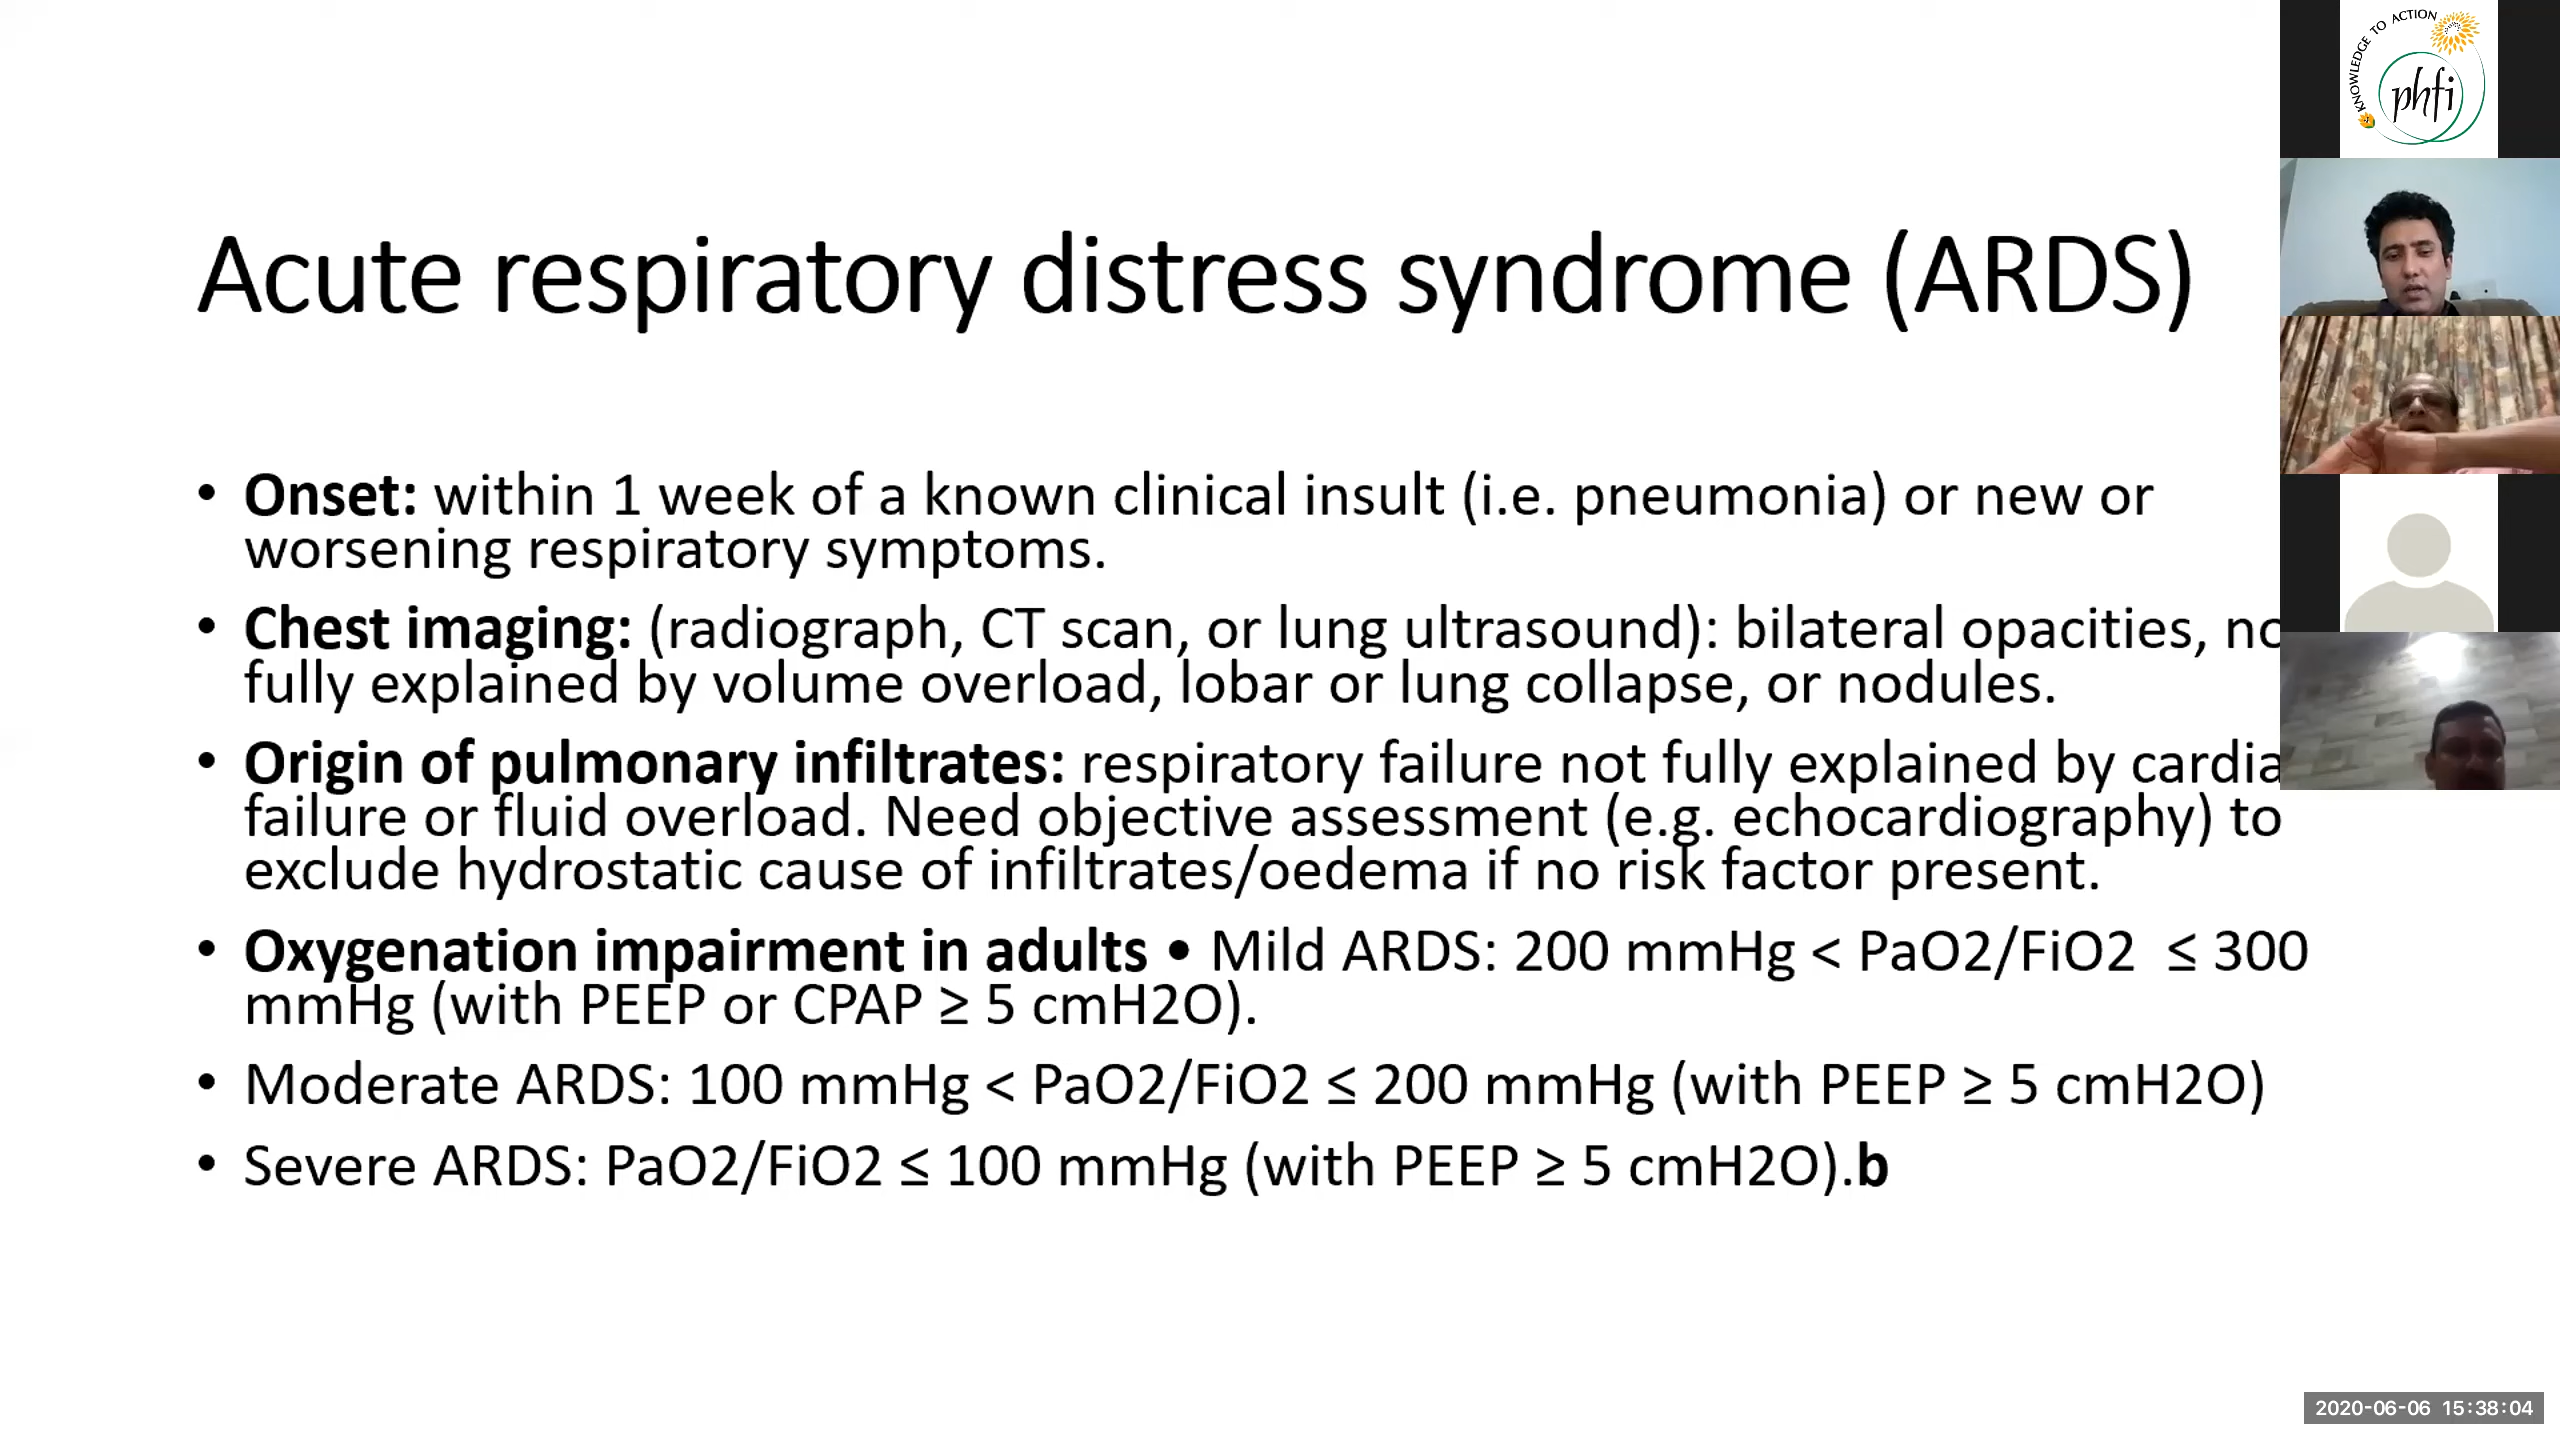 Acute respiratory distress syndrome (ARDS)
• Onset: within 1 week of a known clinical insult (i.e. pneumonia) or new or
worsening respiratory symptoms.
• Chest imaging: (radiograph, CT scan, or lung ultrasound): bilateral opacities,
fully explained by volume overload, lobar or lung collapse, or nodules.
• Origin of pulmonary infiltrates: respiratory failure not fully explained by
failure or fluid overload. Need objective assessment (e.g. echocardiography) to
exclude hydrostatic cause of infiltrates/oedema if no risk factor present.
• Oxygenation impairment in adults • Mild ARDS: 200 mmHg < PaO2/FiO2 ≤ 300
mmHg (with PEEP or CPAP ≥ 5 cmH2O).
• Moderate ARDS: 100 mmHg < PaO2/FiO2 ≤ 200 mmHg (with PEEP ≥ 5 cmH2O)
• Severe ARDS: PaO2/FiO2 ≤ 100 mmHg (with PEEP ≥ 5 cmH2O).b
KNOWLEDGE TO ACTION
phfi
2020-06-06 15:38:04